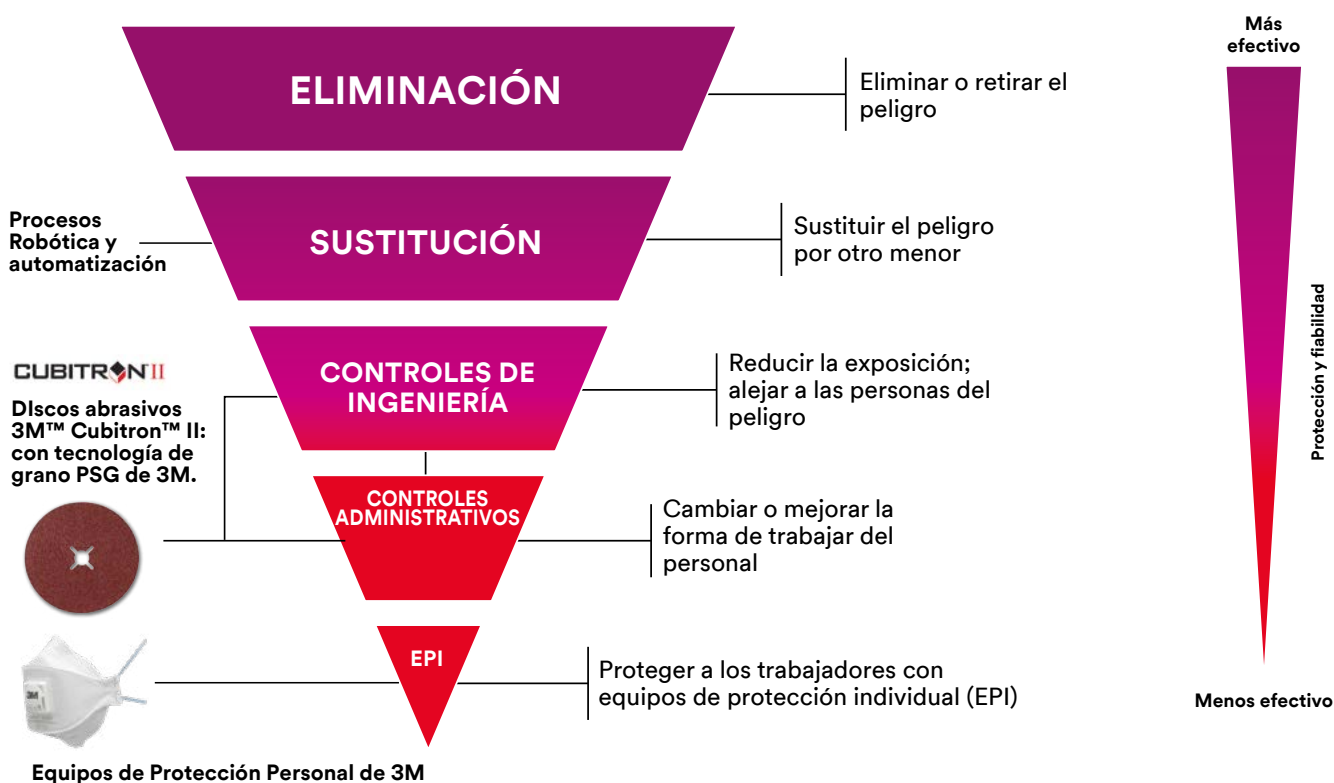 Más
efectivo
ELIMINACIÓN
Eliminar o retirar el
peligro
Procesos
Robótica y
automatización
SUSTITUCIÓN
Sustituir el peligro
por otro menor
Protección y fiabilidad
CUBITRON II
DIscos abrasivos
3M™ Cubitron™ II:
con tecnología de
grano PSG de 3M.
CONTROLES DE
INGENIERÍA
Reducir la exposición;
alejar a las personas del
peligro
CONTROLES
ADMINISTRATIVOS
Cambiar o mejorar la
forma de trabajar del
personal
3M
EPI
Proteger a los trabajadores con
equipos de protección individual (EPI)
Menos efectivo
Equipos de Protección Personal de 3M